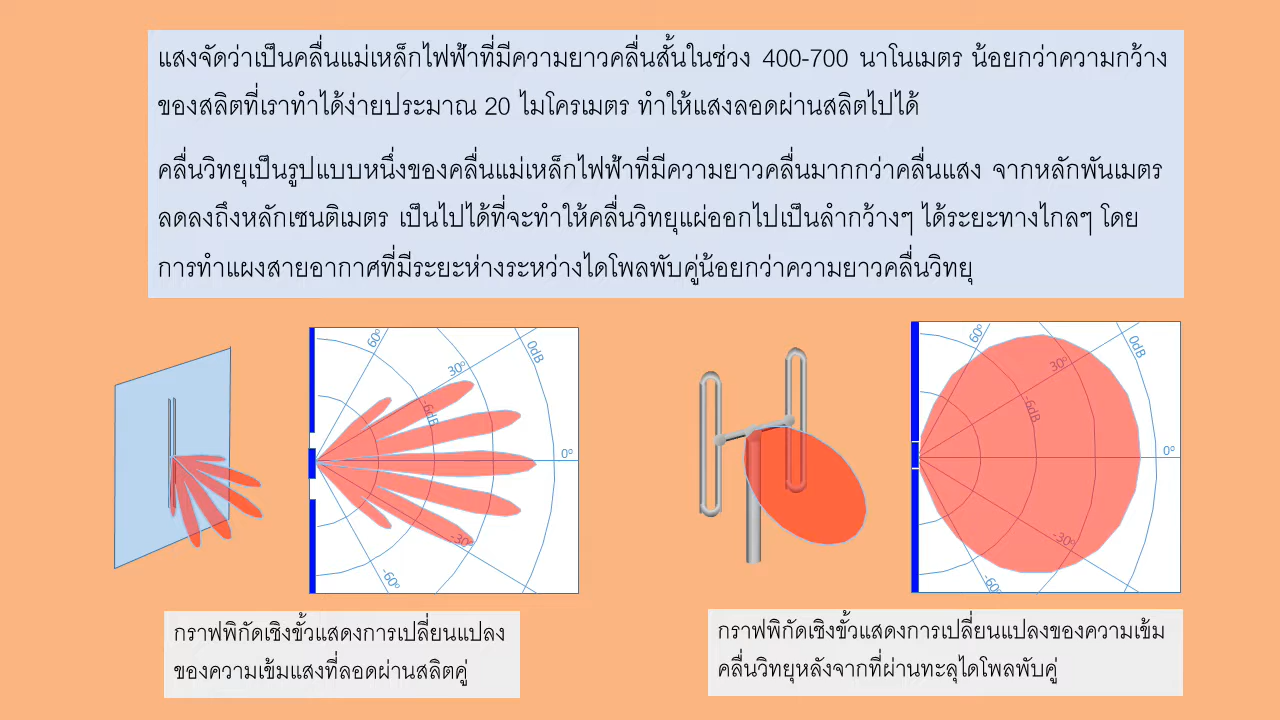 แสงจัดว่าเป็นคลื่นแม่เหล็กไฟฟ้าที่มีความยาวคลื่นสั้นในช่วง 400-700 นาโนเมตร น้อยกว่าความกว้าง
ของสลิตที่เราทำได้ง่ายประมาณ 20 ไมโครเมตร ทำให้แสงลอดผ่านสลิตไปได้
คลื่นวิทยุเป็นรูปแบบหนึ่งของคลื่นแม่เหล็กไฟฟ้าที่มีความยาวคลื่นมากกว่าคลื่นแสง จากหลักพันเมตร
ลดลงถึงหลักเซนติเมตร เป็นไปได้ที่จะทำให้คลื่นวิทยุแผ่ออกไปเป็นลำกว้างๆ ได้ระยะทางไกลๆ โดย
การทำแผงสายอากาศที่มีระยะห่างระหว่างไดโพลพับคู่น้อยกว่าความยาวคลื่นวิทยุ
60º
30º
0dB
-6dB
0º
-30º
-60º
60º
30º
0dB
-6dB
0º
-30º
-60º
กราฟพิกัดเชิงขั้วแสดงการเปลี่ยนแปลง
ของความเข้มแสงที่ลอดผ่านสลิตคู่
กราฟพิกัดเชิงขั้วแสดงการเปลี่ยนแปลงของความเข้ม
คลื่นวิทยุหลังจากที่ผ่านทะลุไดโพลพับคู่